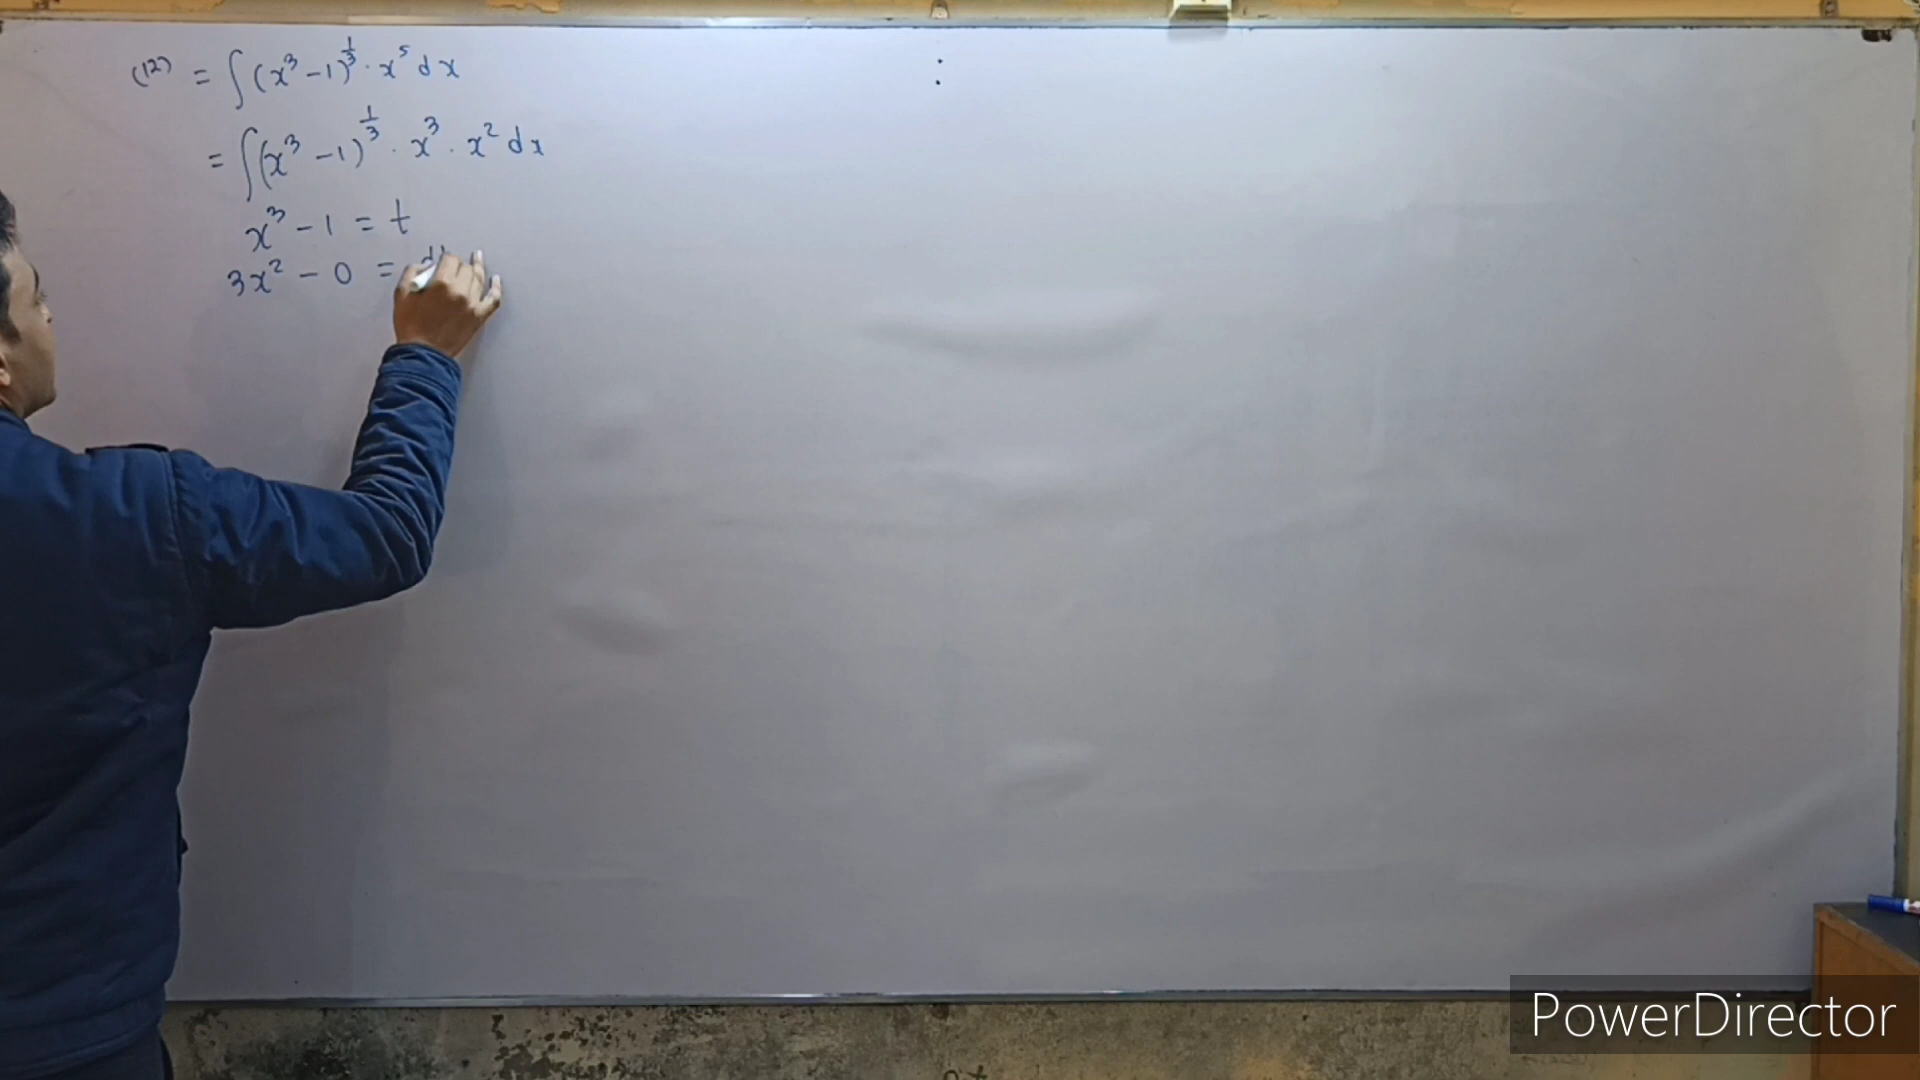 (12) = ∫(x³ - 1)^{1/3} . x⁵ dx
= ∫(x³ - 1)^{1/3} . x³ . x² dx
x³ - 1 = t
3x² - 0 =
PowerDirector